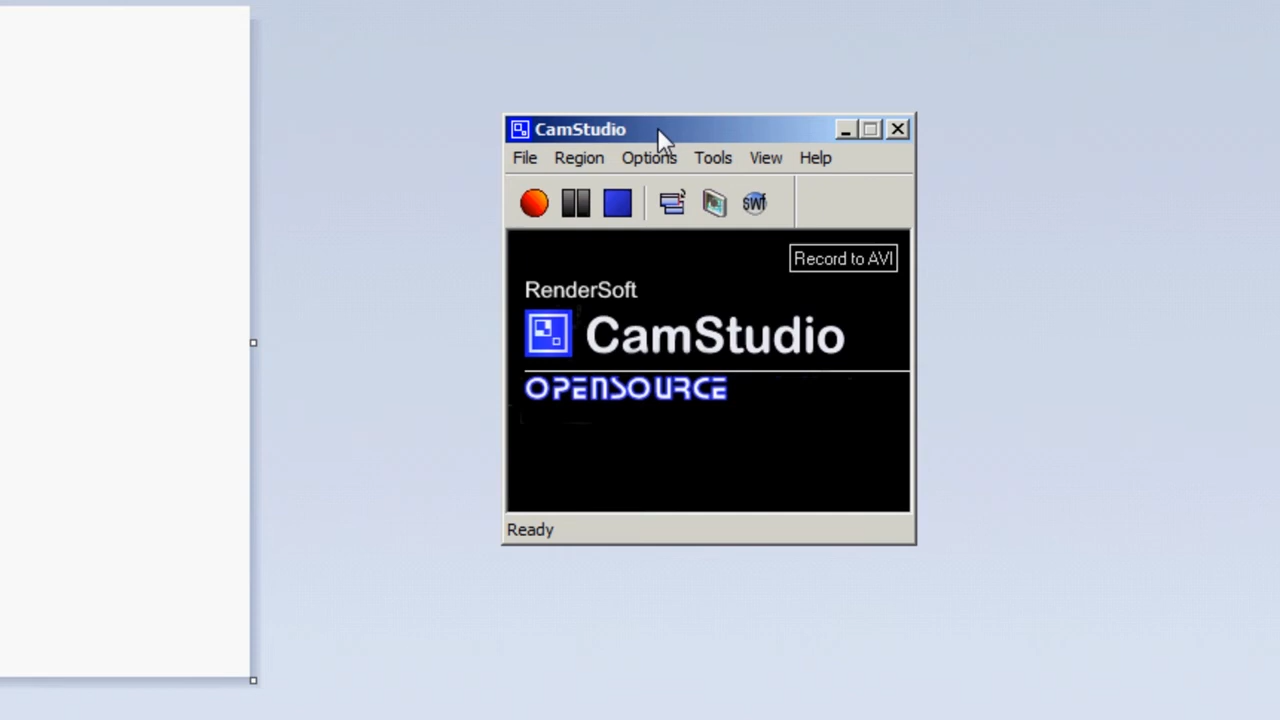 CamStudio
File Region Options Tools View Help
SWf
Record to AVI
RenderSoft
CamStudio
OPENSOURCE
Ready